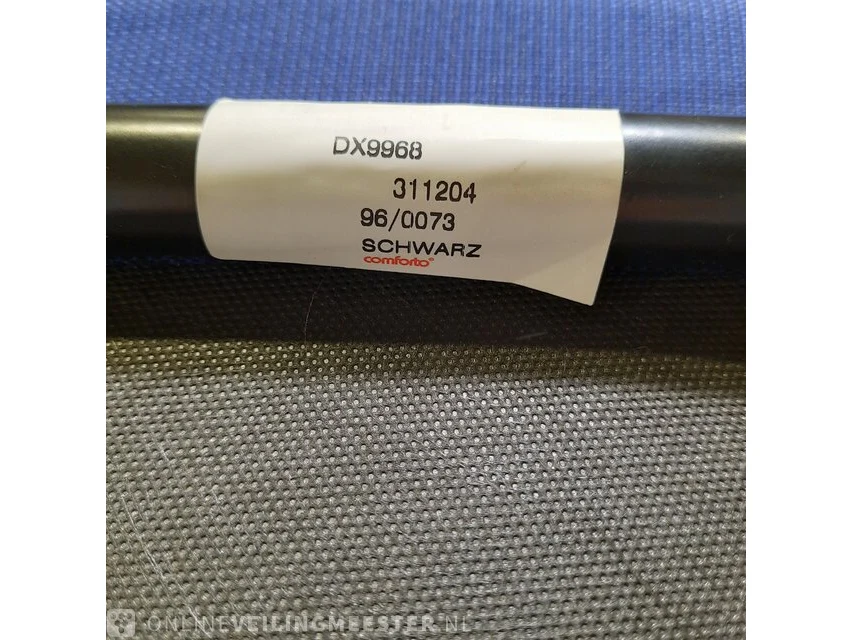 DX9968
311204
96/0073
SCHWARZ
comforto®
ONLINEVEILINGMEESTER.NL